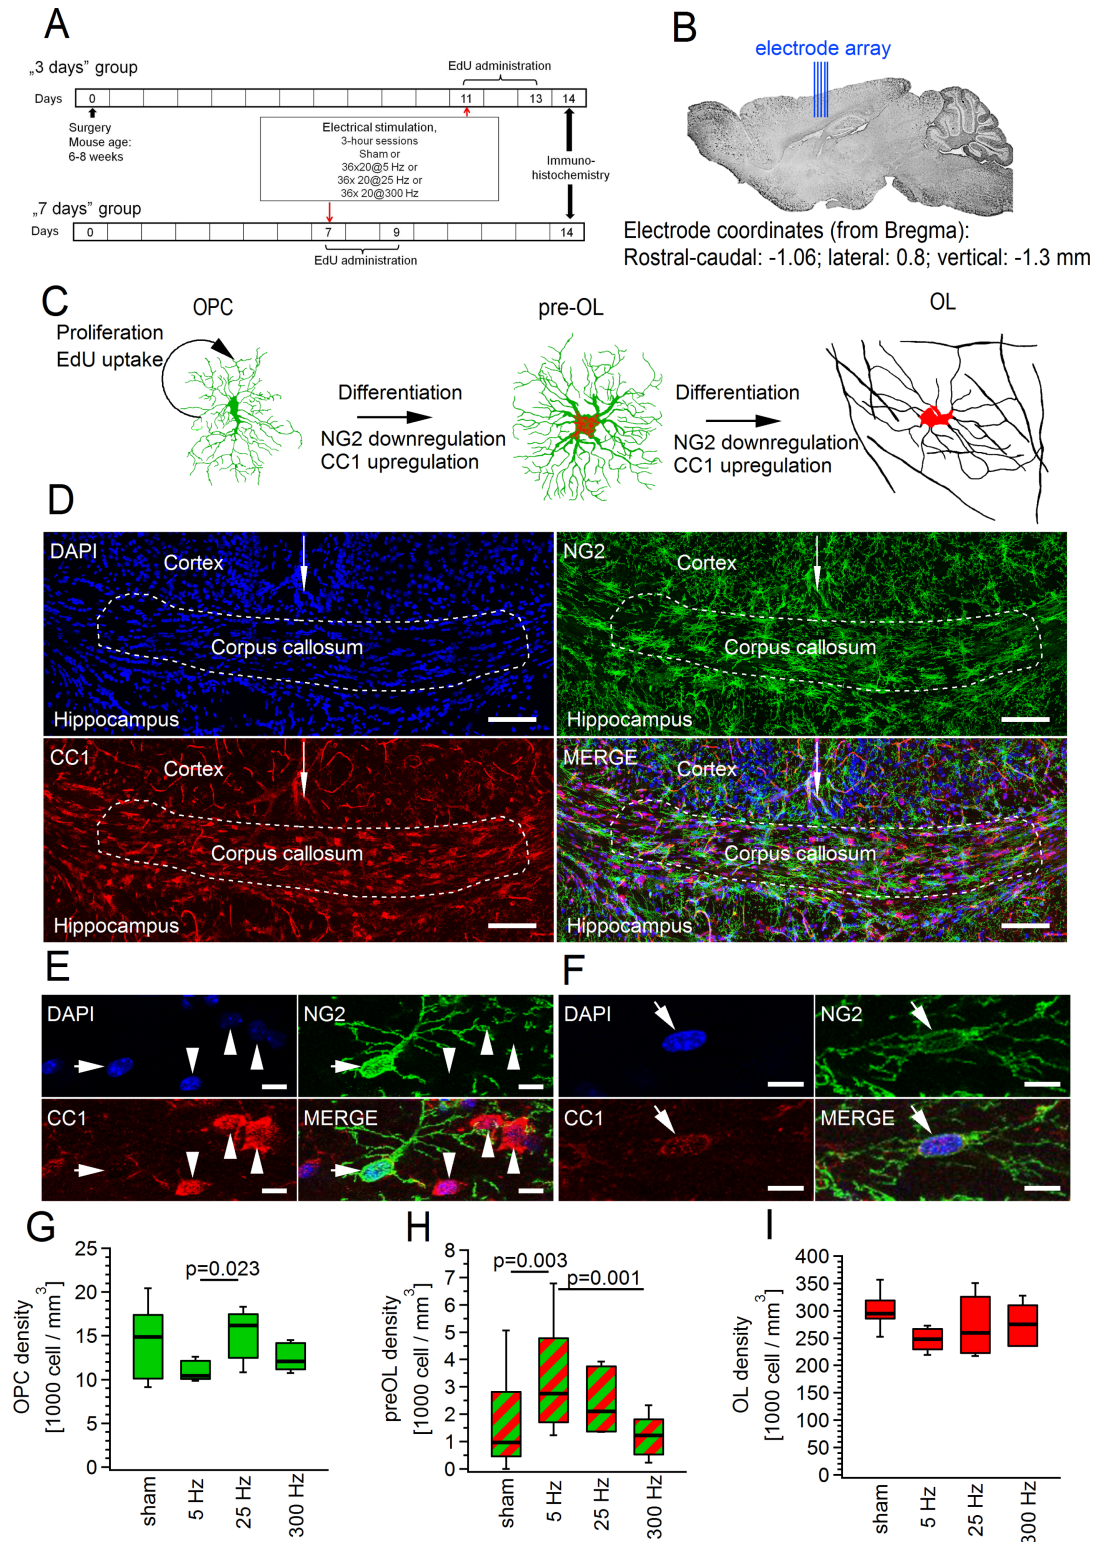 A
„3 days” group
EdU administration
Days 0 11 13 14
Surgery
Mouse age:
6-8 weeks
Electrical stimulation,
3-hour sessions
Sham or
36x20@5 Hz or
36x 20@25 Hz or
36x 20@300 Hz
Immuno-
histochemistry
„7 days” group
Days 0 7 9 14
EdU administration
B
electrode array
Electrode coordinates (from Bregma):
Rostral-caudal: -1.06; lateral: 0.8; vertical: -1.3 mm
C
OPC
pre-OL
OL
Proliferation
EdU uptake
Differentiation
NG2 downregulation
CC1 upregulation
Differentiation
NG2 downregulation
CC1 upregulation
D
DAPI
Cortex
Corpus callosum
Hippocampus
NG2
Cortex
Corpus callosum
Hippocampus
CC1
Cortex
Corpus callosum
Hippocampus
MERGE
Cortex
Corpus callosum
Hippocampus
E
DAPI
NG2
CC1
MERGE
F
DAPI
NG2
CC1
MERGE
G
OPC density
[1000 cell / mm³]
25
20
15
10
5
0
p=0.023
sham
5 Hz
25 Hz
300 Hz
H
preOL density
[1000 cell / mm³]
8
7
6
5
4
3
2
1
0
p=0.003
p=0.001
sham
5 Hz
25 Hz
300 Hz
I
OL density
[1000 cell / mm³]
400
350
300
250
200
150
100
50
0
sham
5 Hz
25 Hz
300 Hz